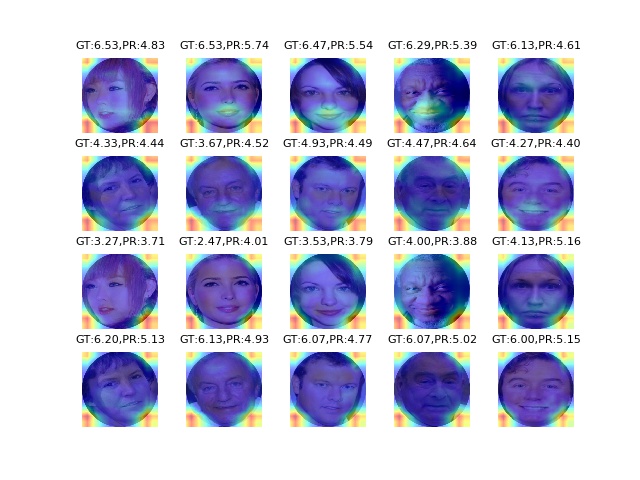 GT:6.53,PR:4.83 GT:6.53,PR:5.74 GT:6.47,PR:5.54 GT:6.29,PR:5.39 GT:6.13,PR:4.61
GT:4.33,PR:4.44 GT:3.67,PR:4.52 GT:4.93,PR:4.49 GT:4.47,PR:4.64 GT:4.27,PR:4.40
GT:3.27,PR:3.71 GT:2.47,PR:4.01 GT:3.53,PR:3.79 GT:4.00,PR:3.88 GT:4.13,PR:5.16
GT:6.20,PR:5.13 GT:6.13,PR:4.93 GT:6.07,PR:4.77 GT:6.07,PR:5.02 GT:6.00,PR:5.15